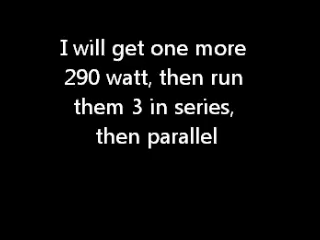 I will get one more
290 watt, then run
them 3 in series,
then parallel